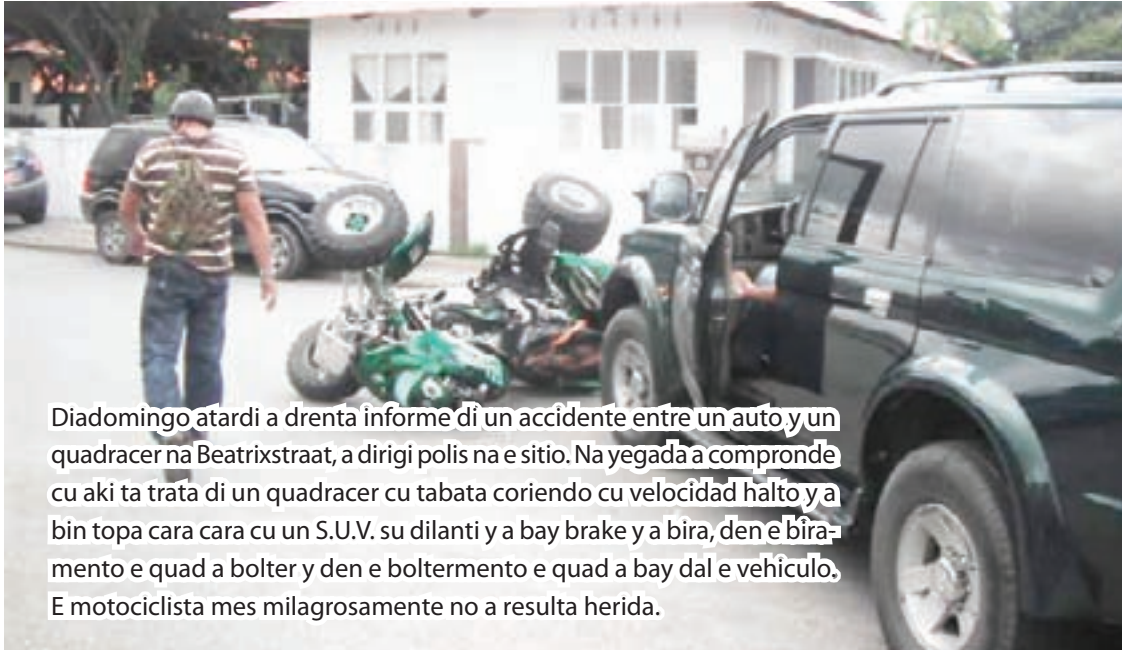 Diadomingo atardi a drenta informe di un accidente entre un auto y un
quadracer na Beatrixstraat, a dirigi polis na e sitio. Na yegada a compronde
cu aki ta trata di un quadracer cu tabata coriendo cu velocidad halto y a
bin topa cara cara cu un S.U.V. su dilanti y a bay brake y a bira, den e bira-
mento e quad a bolter y den e boltermento e quad a bay dal e vehiculo.
E motociclista mes milagrosamente no a resulta herida.